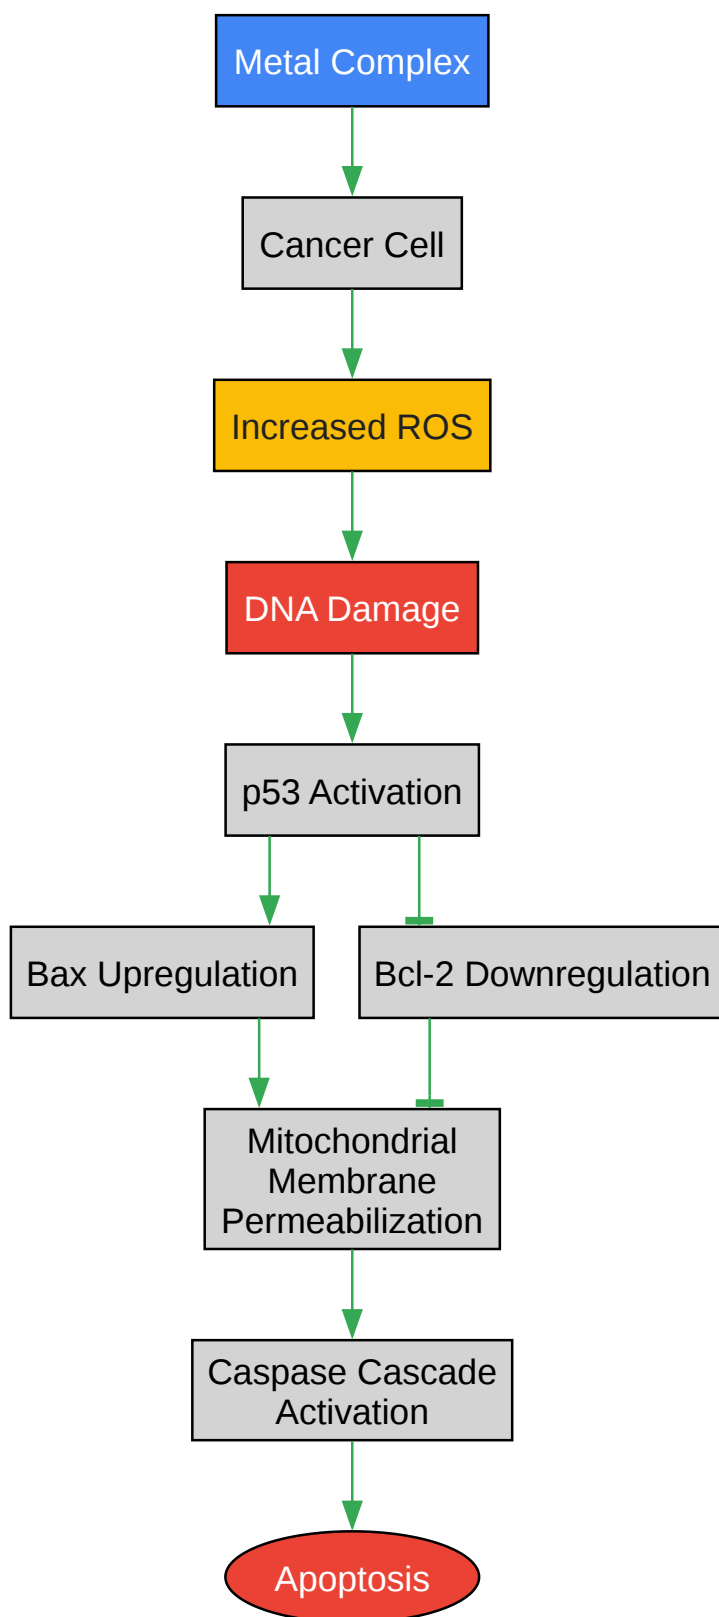 Metal Complex
Cancer Cell
Increased ROS
DNA Damage
p53 Activation
Bax Upregulation
Bcl-2 Downregulation
Mitochondrial
Membrane
Permeabilization
Caspase Cascade
Activation
Apoptosis